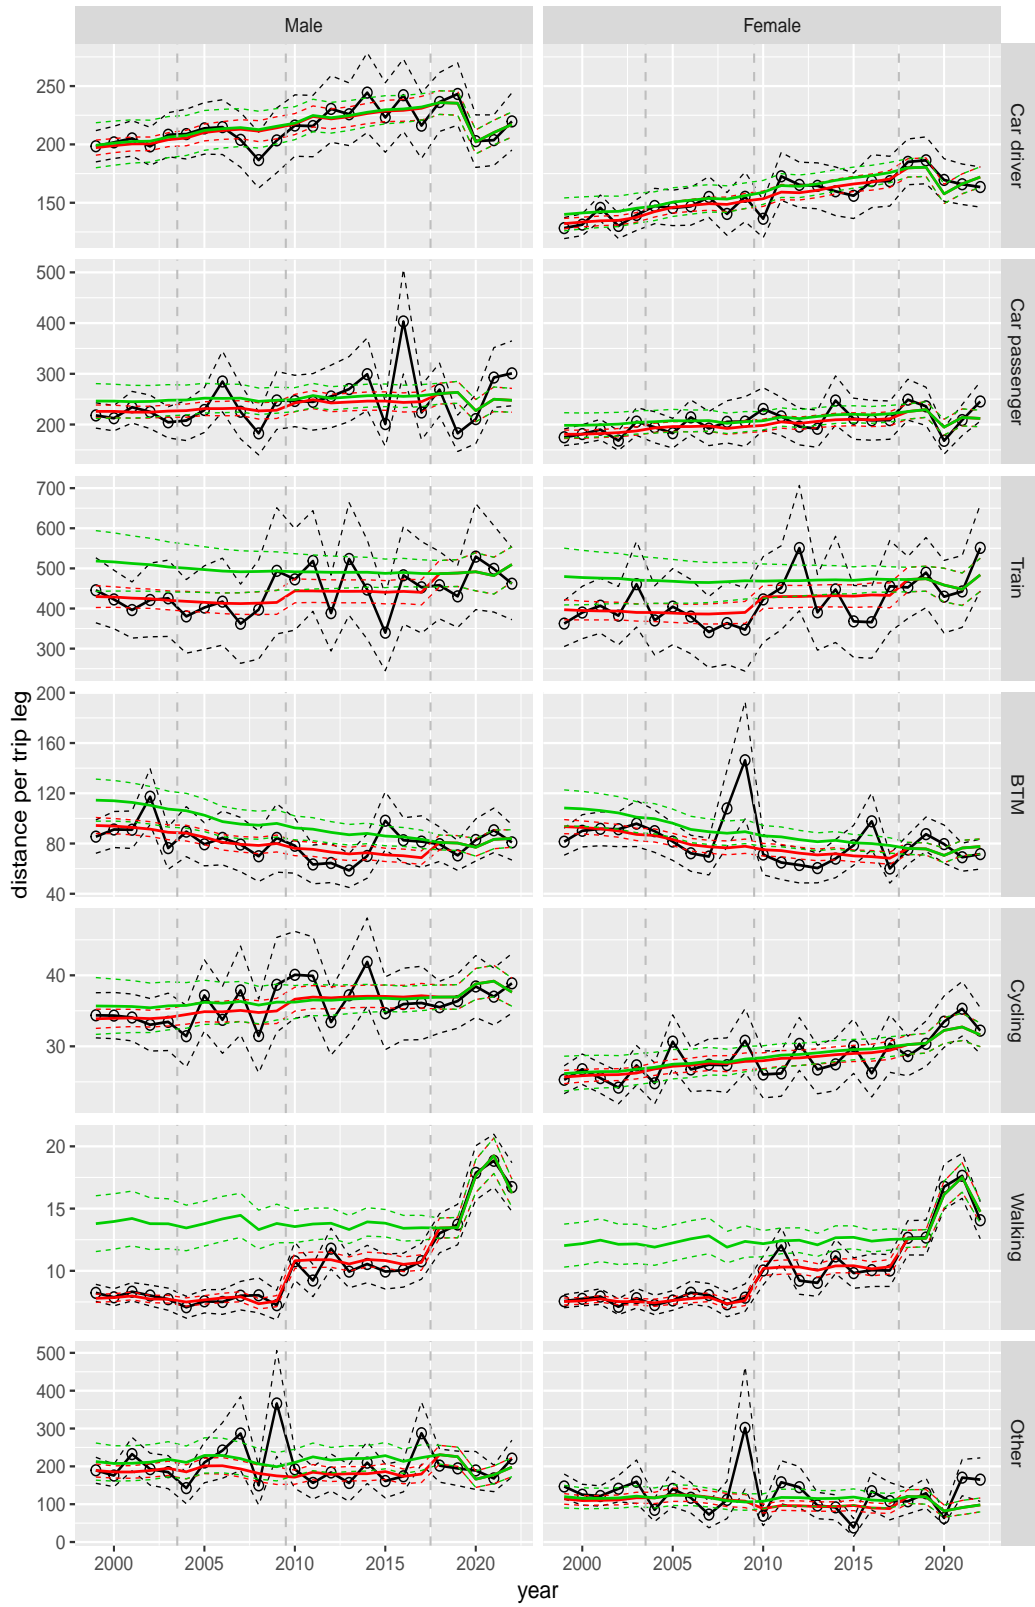 Male Female
250
200
150
Car driver
500
400
300
200
Car passenger
700
600
500
400
300
Train
200
160
120
80
40
BTM
40
30
Cycling
20
15
10
Walking
500
400
300
200
100
0
Other
distance per trip leg
2000 2005 2010 2015 2020 2000 2005 2010 2015 2020
year